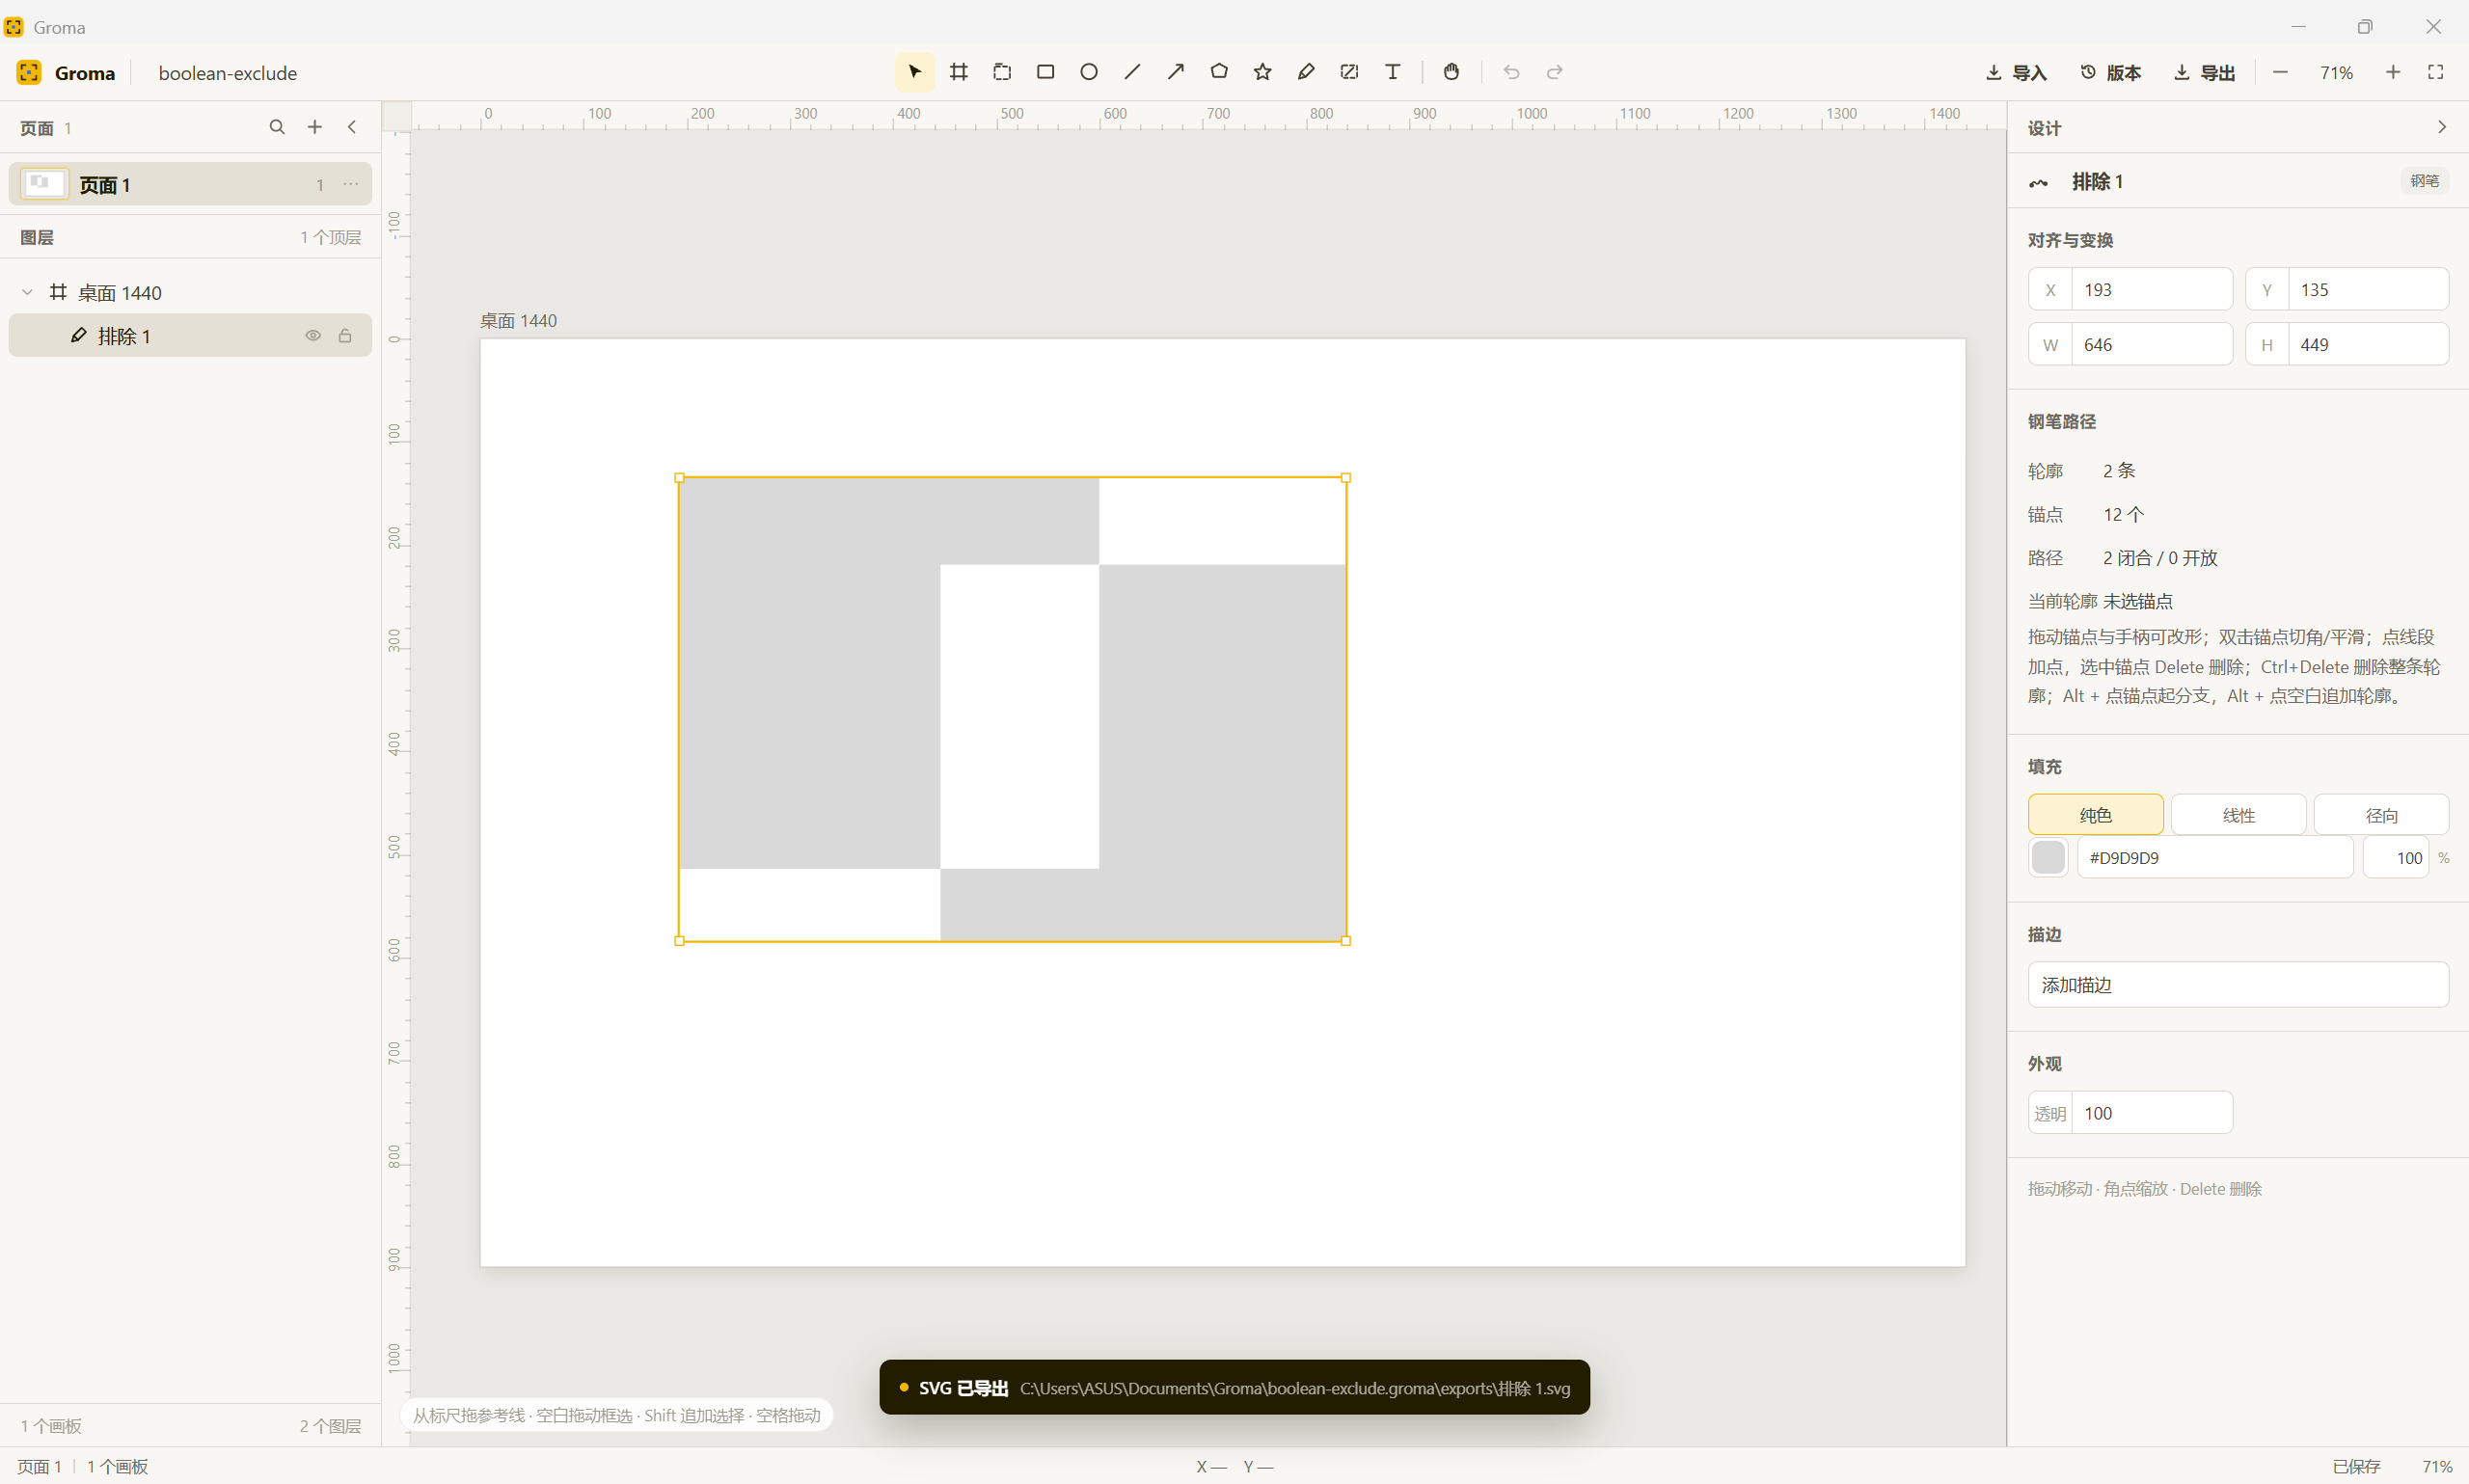 Groma
Groma boolean-exclude 导入 版本 导出 71%
页面 1
页面 1 1
图层 1 个顶层
桌面 1440
排除 1
1 个画板 2 个图层
0 100 200 300 400 500 600 700 800 900 1000 1100 1200 1300 1400
-100
0
100
200
300
400
500
600
700
800
900
1000
桌面 1440
从标尺拖参考线 · 空白拖动框选 · Shift 追加选择 · 空格拖动
SVG 已导出 C:\Users\ASUS\Documents\Groma\boolean-exclude.groma\exports\排除 1.svg
设计
排除 1 钢笔
对齐与变换
X 193 Y 135
W 646 H 449
钢笔路径
轮廓 2 条
锚点 12 个
路径 2 闭合 / 0 开放
当前轮廓 未选锚点
拖动锚点与手柄可改形；双击锚点切角/平滑；点线段
加点，选中锚点 Delete 删除；Ctrl+Delete 删除整条轮
廓；Alt + 点锚点起分支，Alt + 点空白追加轮廓。
填充
纯色 线性 径向
#D9D9D9 100 %
描边
添加描边
外观
透明 100
拖动移动 · 角点缩放 · Delete 删除
页面 1 1 个画板 X — Y — 已保存 71%